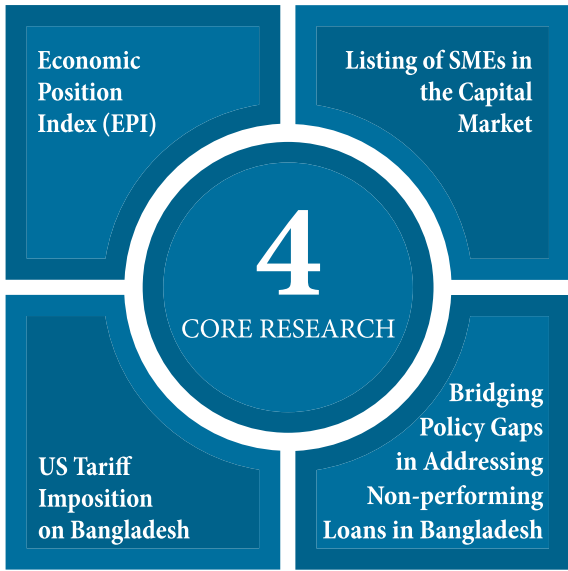 Economic
Position
Index (EPI)
Listing of SMEs in
the Capital
Market
4
CORE RESEARCH
US Tariff
Imposition
on Bangladesh
Bridging
Policy Gaps
in Addressing
Non-performing
Loans in Bangladesh